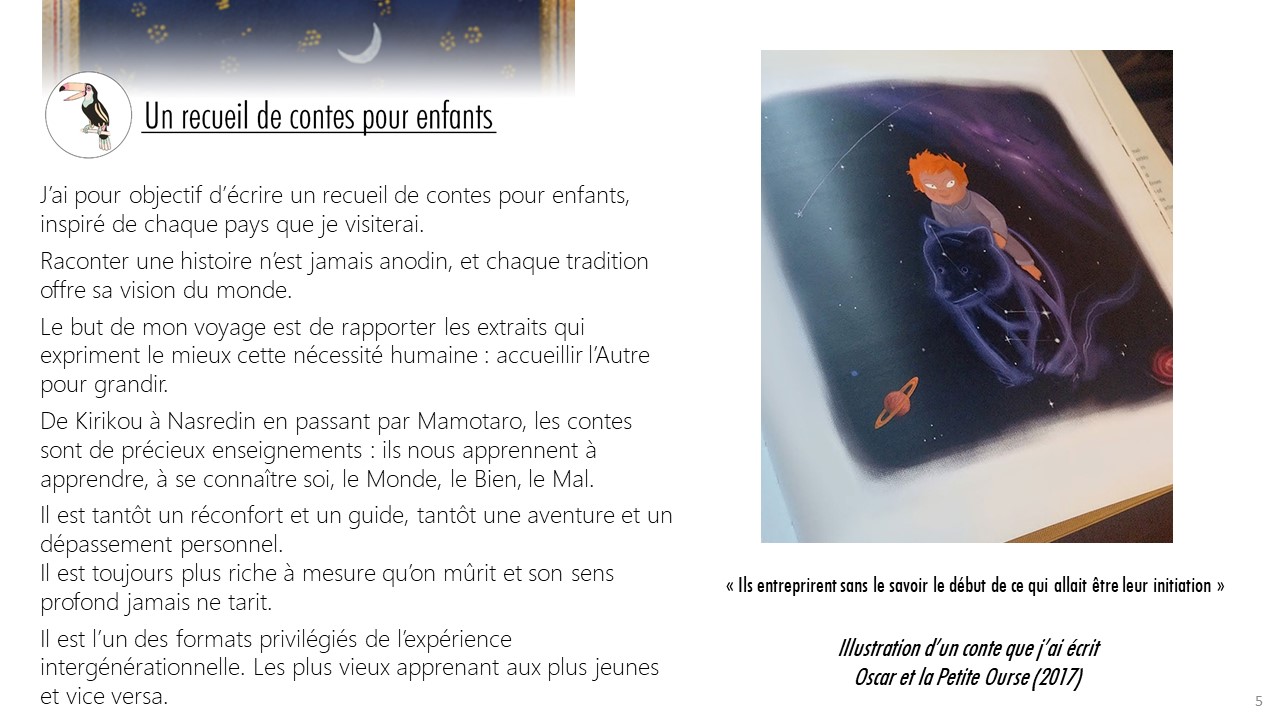 Un recueil de contes pour enfants
J’ai pour objectif d’écrire un recueil de contes pour enfants,
inspiré de chaque pays que je visiterai.
Raconter une histoire n’est jamais anodin, et chaque tradition
offre sa vision du monde.
Le but de mon voyage est de rapporter les extraits qui
expriment le mieux cette nécessité humaine : accueillir l’Autre
pour grandir.
De Kirikou à Nasredin en passant par Mamotaro, les contes
sont de précieux enseignements : ils nous apprennent à
apprendre, à se connaître soi, le Monde, le Bien, le Mal.
Il est tantôt un réconfort et un guide, tantôt une aventure et un
dépassement personnel.
Il est toujours plus riche à mesure qu’on mûrit et son sens
profond jamais ne tarit.
Il est l’un des formats privilégiés de l’expérience
intergénérationnelle. Les plus vieux apprenant aux plus jeunes
et vice versa.
« Ils entreprirent sans le savoir le début de ce qui allait être leur initiation »
Illustration d’un conte que j’ai écrit
Oscar et la Petite Ourse (2017)
5